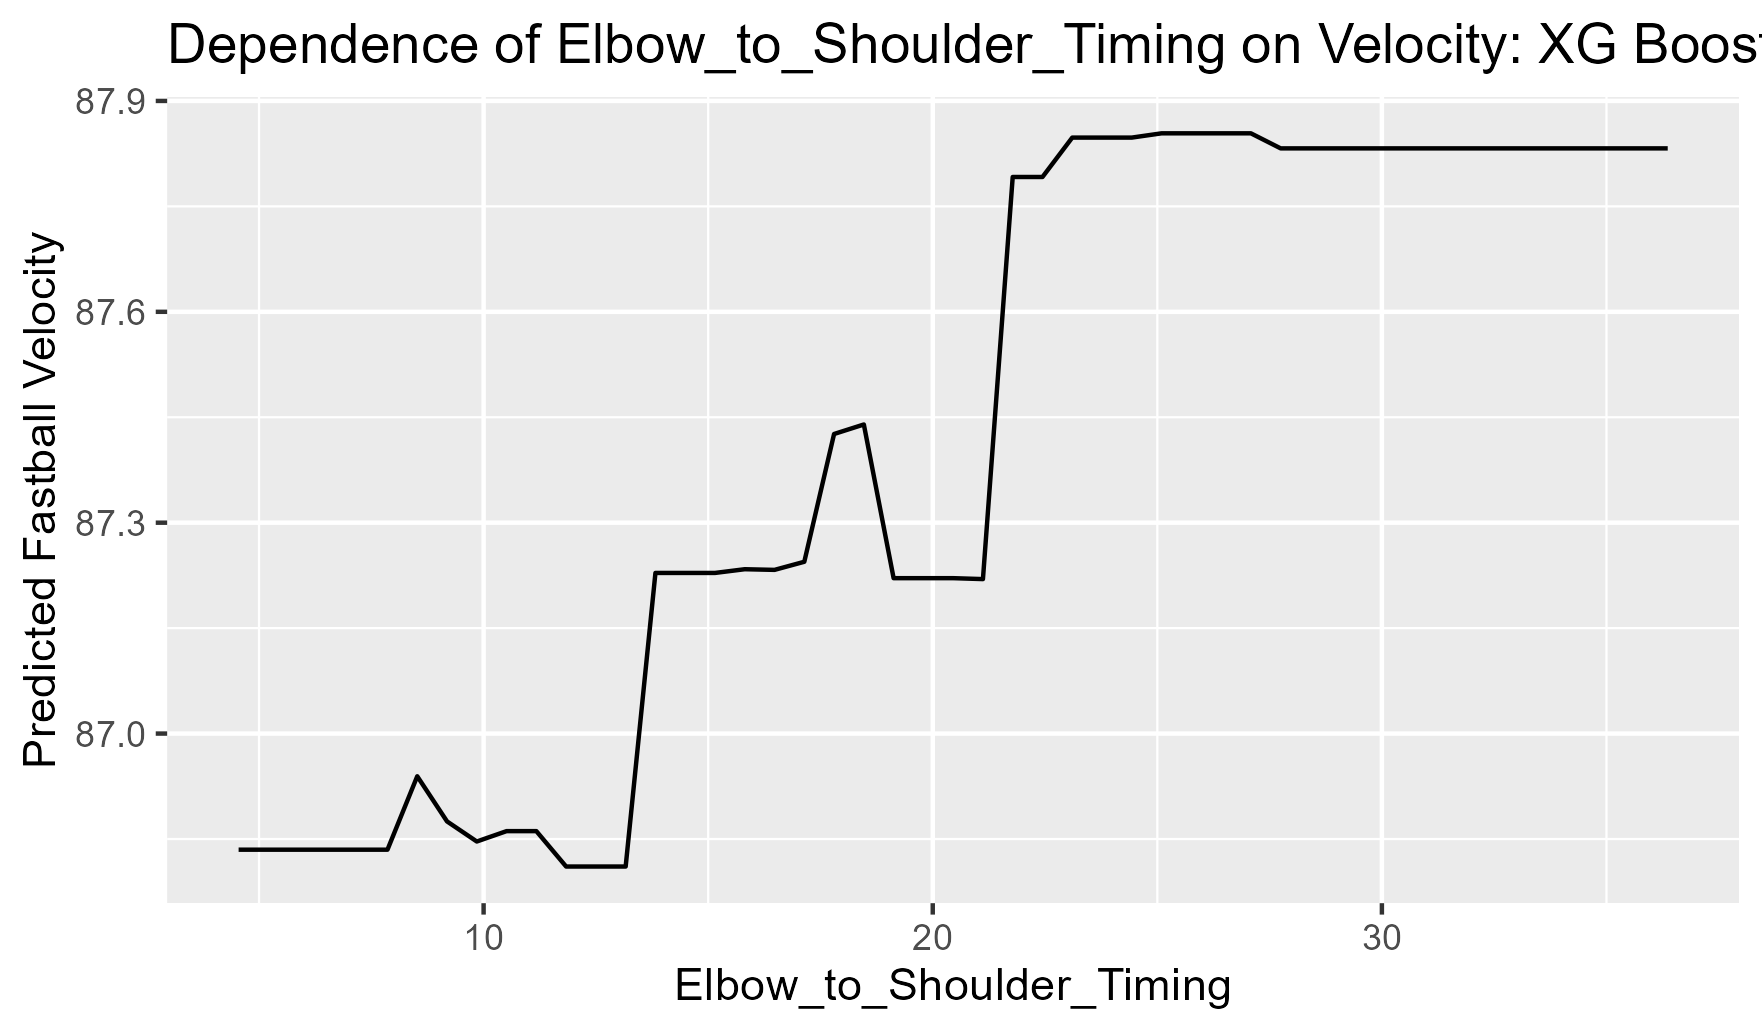 Dependence of Elbow_to_Shoulder_Timing on Velocity: XG Boost
87.9
87.6
87.3
87.0
Predicted Fastball Velocity
10 20 30
Elbow_to_Shoulder_Timing